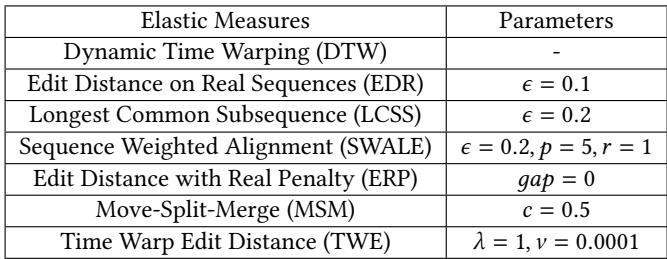 Elastic Measures Parameters
Dynamic Time Warping (DTW) -
Edit Distance on Real Sequences (EDR) ϵ = 0.1
Longest Common Subsequence (LCSS) ϵ = 0.2
Sequence Weighted Alignment (SWALE) ϵ = 0.2, p = 5, r = 1
Edit Distance with Real Penalty (ERP) gap = 0
Move-Split-Merge (MSM) c = 0.5
Time Warp Edit Distance (TWE) λ = 1, ν = 0.0001